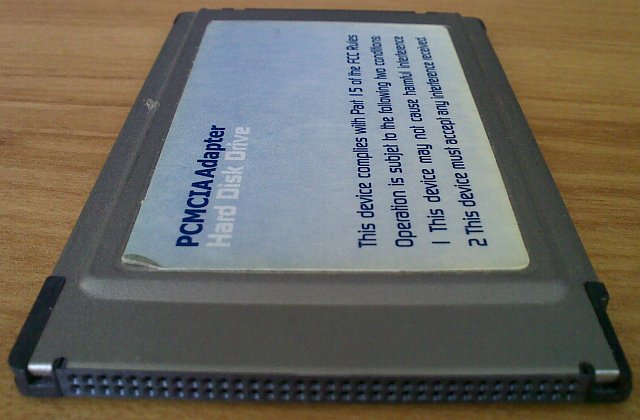 PCMCIA Adapter
Hard Disk Drive
This device complies with Part 15 of the FCC Rules
Operation is subjet to the following two conditions
1 This device may not cause harmful interference
2 This device must accept any interference received